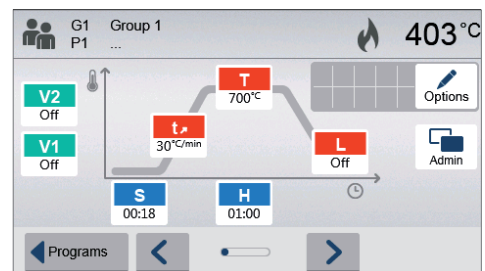 G1 Group 1
P1 ...
403°C
V2
Off
V1
Off
T
700°C
t↗
30°C/min
L
Off
S
00:18
H
01:00
Options
Admin
Programs